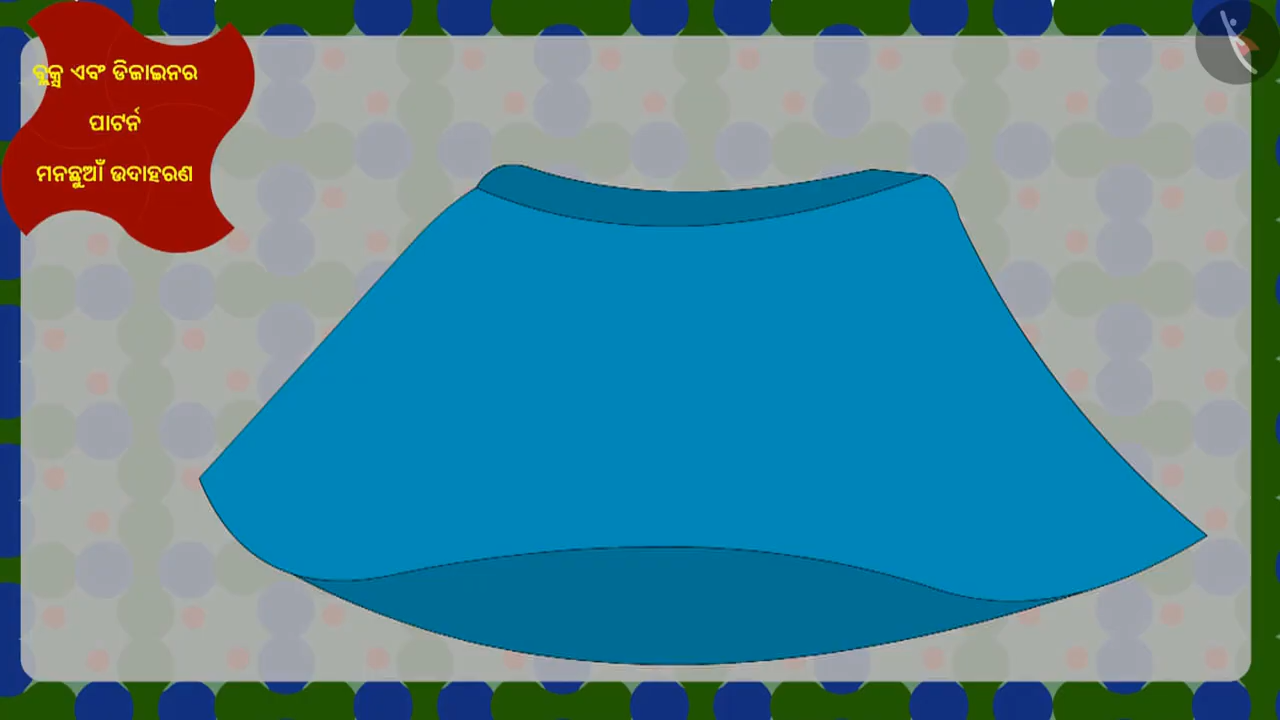 ବ୍ଲକ୍ସ ଏବଂ ଡିଜାଇନର
ପାଟର୍ନ
ମନଛୁଆଁ ଉଦାହରଣ